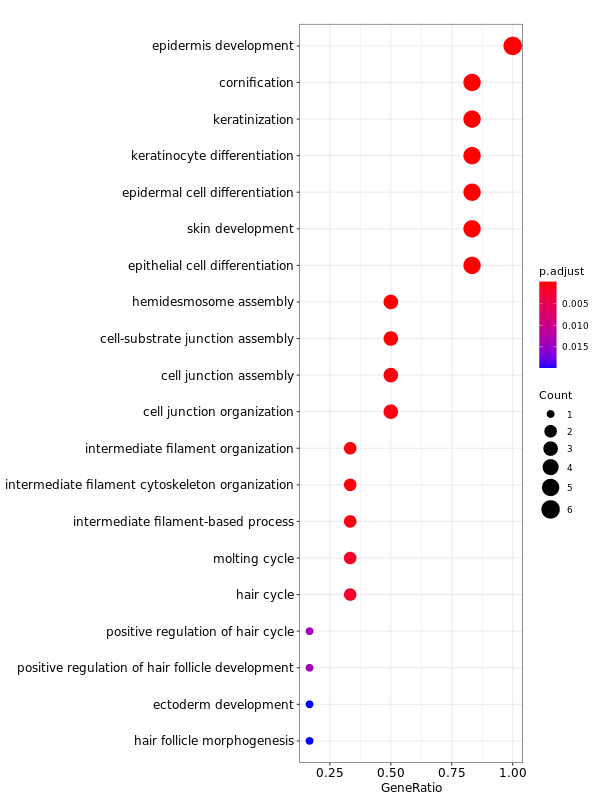 epidermis development
cornification
keratinization
keratinocyte differentiation
epidermal cell differentiation
skin development
epithelial cell differentiation
hemidesmosome assembly
cell-substrate junction assembly
cell junction assembly
cell junction organization
intermediate filament organization
intermediate filament cytoskeleton organization
intermediate filament-based process
molting cycle
hair cycle
positive regulation of hair cycle
positive regulation of hair follicle development
ectoderm development
hair follicle morphogenesis
0.25 0.50 0.75 1.00
GeneRatio
p.adjust
0.005
0.010
0.015
Count
1
2
3
4
5
6